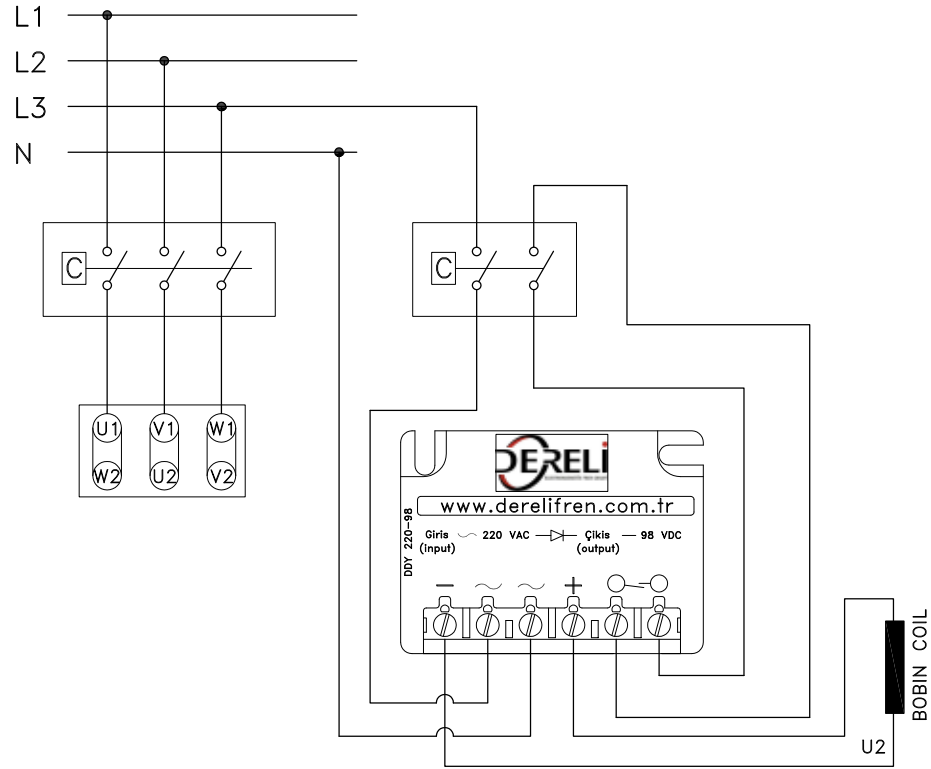 L1
L2
L3
N
C
C
U1 V1 W1
W2 U2 V2
DERELİ
www.derelifren.com.tr
DDY 220-98
Giris 220 VAC Çikis 98 VDC
(input) (output)
− +
BOBIN COIL
U2